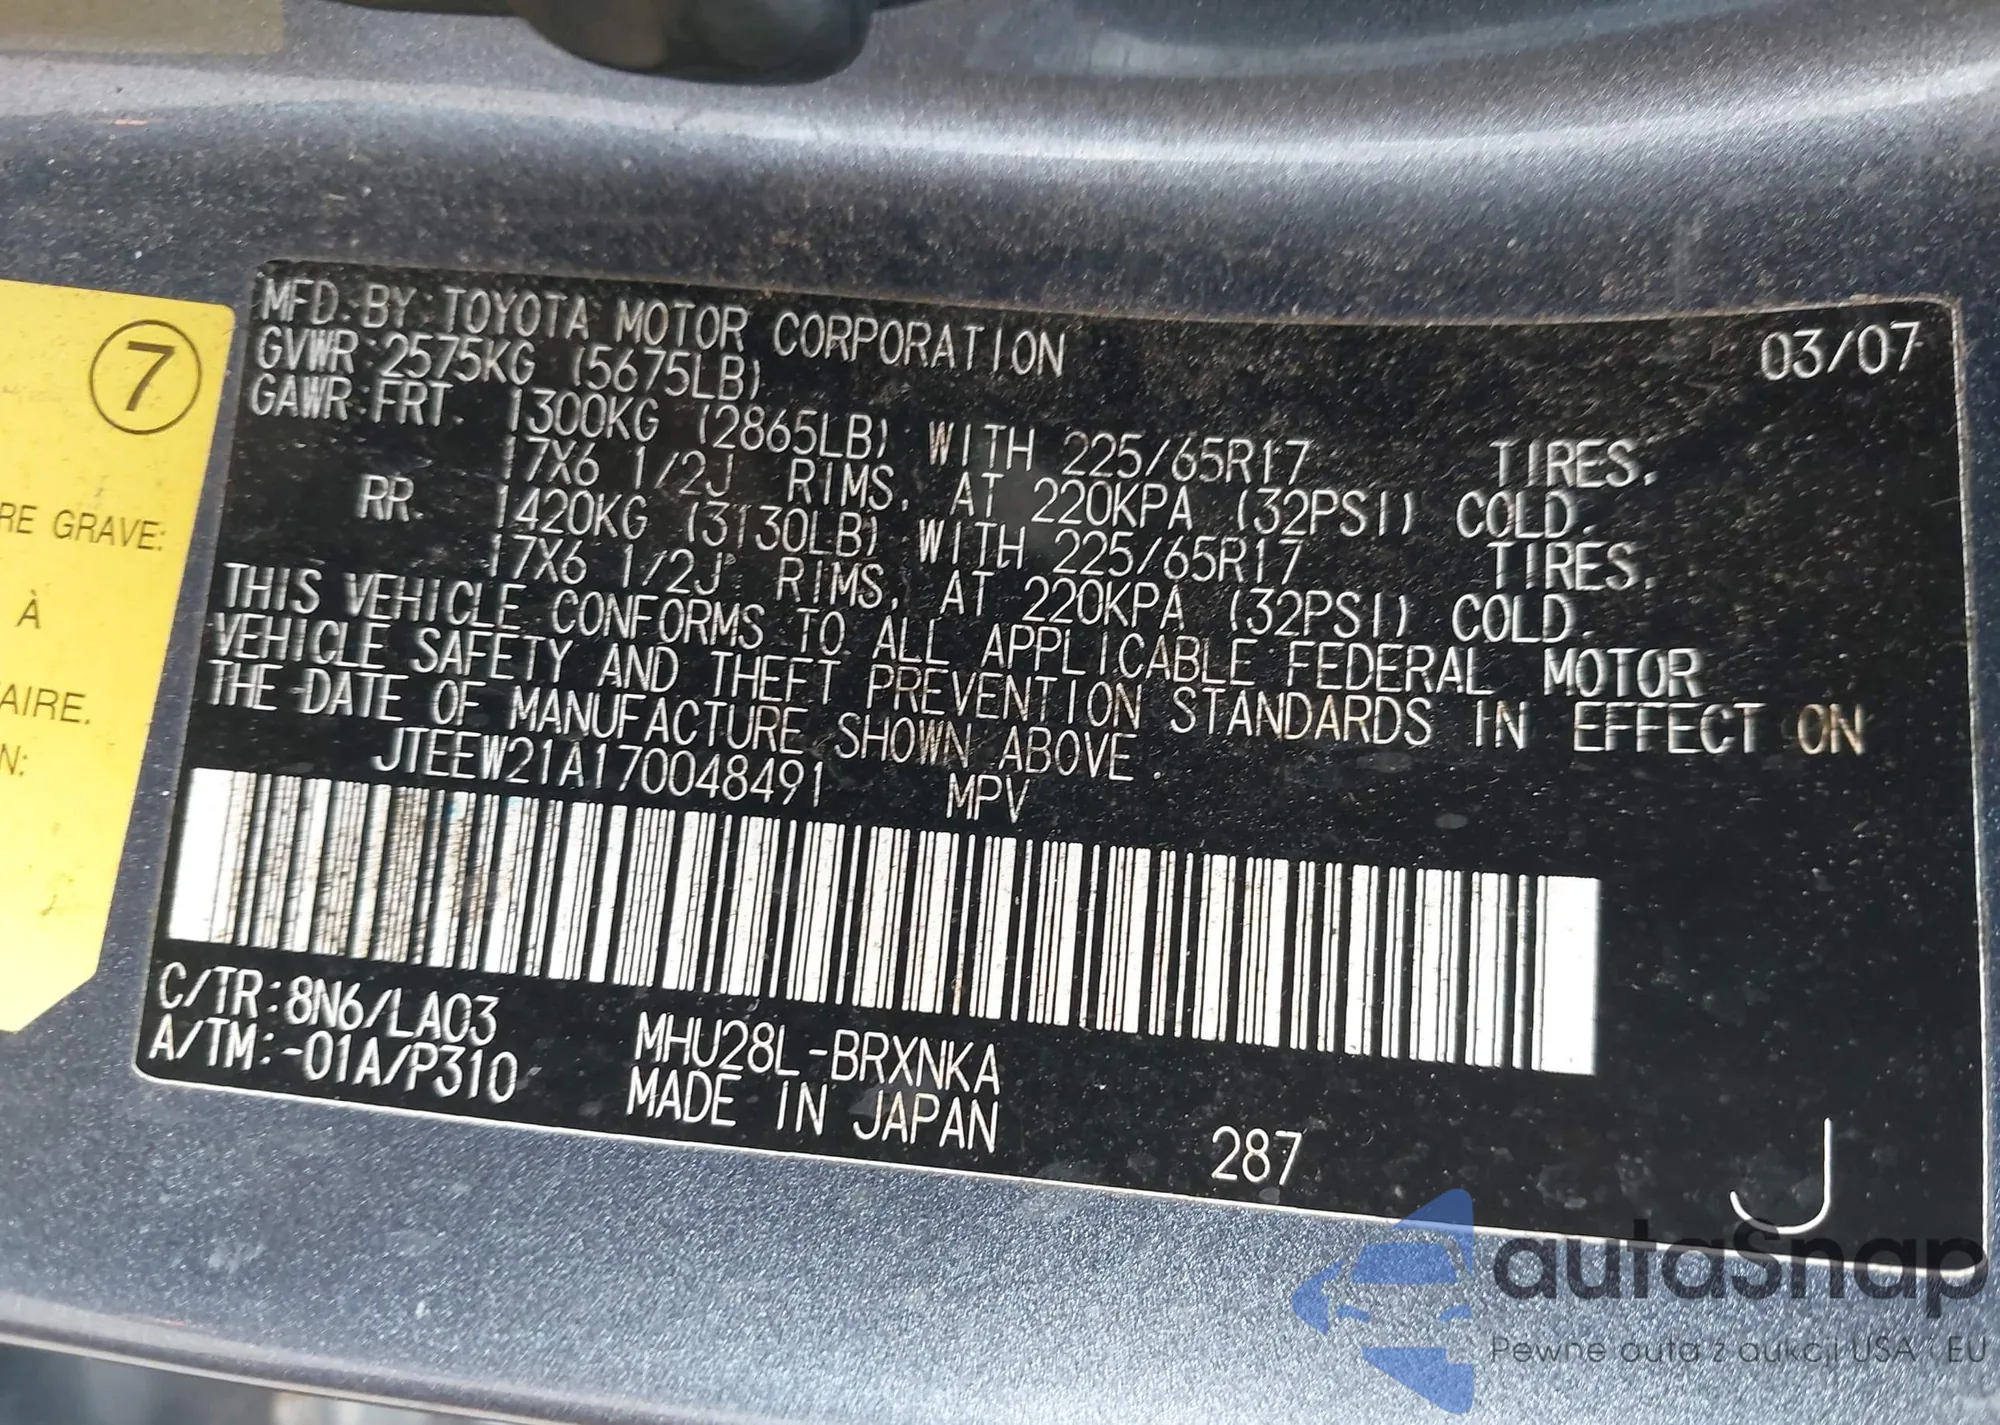 7
RE GRAVE:
À
AIRE.
N:
MFD. BY: TOYOTA MOTOR CORPORATION 03/07
GVWR: 2575KG (5675LB)
GAWR: FRT. 1300KG (2865LB) WITH 225/65R17 TIRES,
17X6 1/2J RIMS, AT 220KPA (32PSI) COLD.
RR. 1420KG (3130LB) WITH 225/65R17 TIRES,
17X6 1/2J RIMS, AT 220KPA (32PSI) COLD.
THIS VEHICLE CONFORMS TO ALL APPLICABLE FEDERAL MOTOR
VEHICLE SAFETY AND THEFT PREVENTION STANDARDS IN EFFECT ON
THE DATE OF MANUFACTURE SHOWN ABOVE.
JTEEW21A170048491 MPV
C/TR: 8N6/LA03
A/TM: -01A/P310
MHU28L-BRXNKA
MADE IN JAPAN
287
J
autaSnap
Pewne auta z aukcji USA i EU